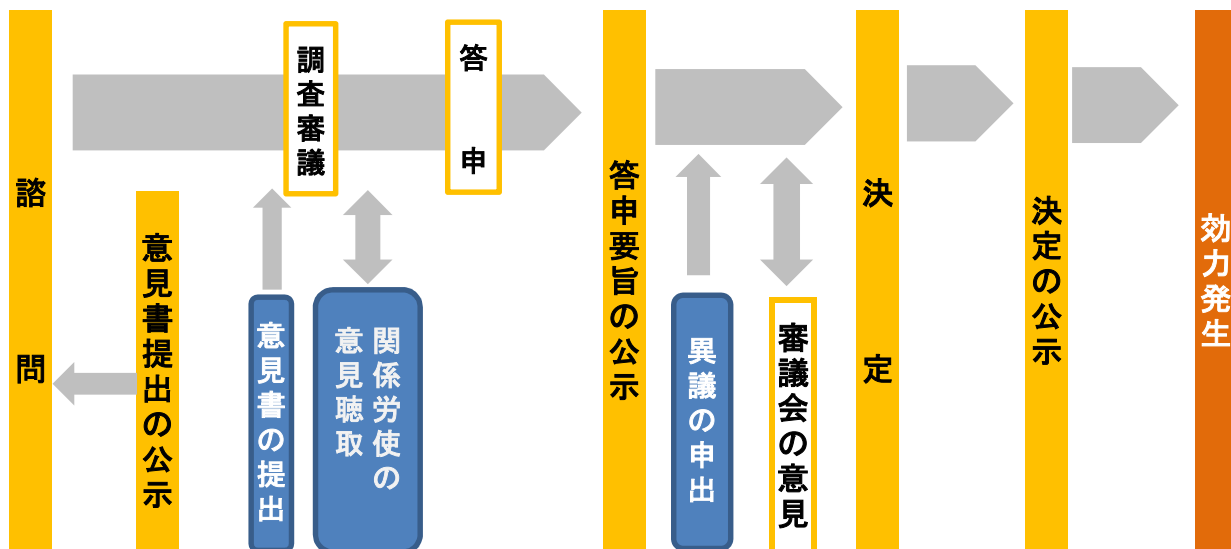 諮問
意見書提出の公示
調査審議
意見書の提出
関係労使の
意見聴取
答申
答申要旨の公示
異議の申出
審議会の意見
決定
決定の公示
効力発生